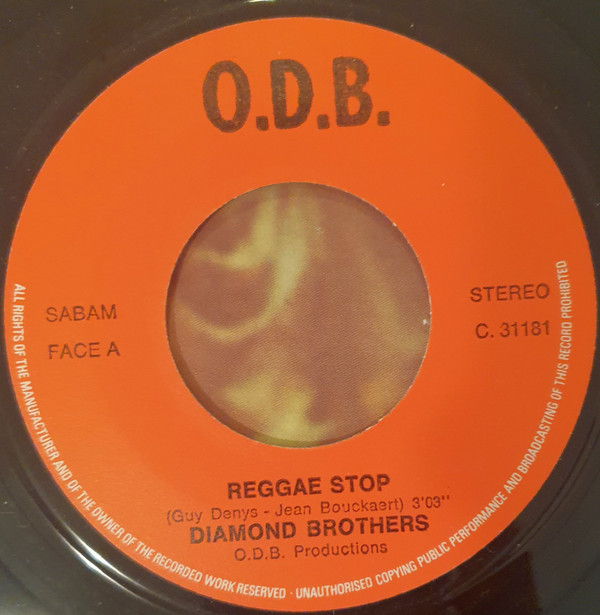 O.D.B.
SABAM
FACE A
STEREO
C. 31181
REGGAE STOP
(Guy Denys - Jean Bouckaert) 3'03"
DIAMOND BROTHERS
O.D.B. Productions
ALL RIGHTS OF THE MANUFACTURER AND OF THE OWNER OF THE RECORDED WORK RESERVED · UNAUTHORISED COPYING PUBLIC PERFORMANCE AND BROADCASTING OF THIS RECORD PROHIBITED